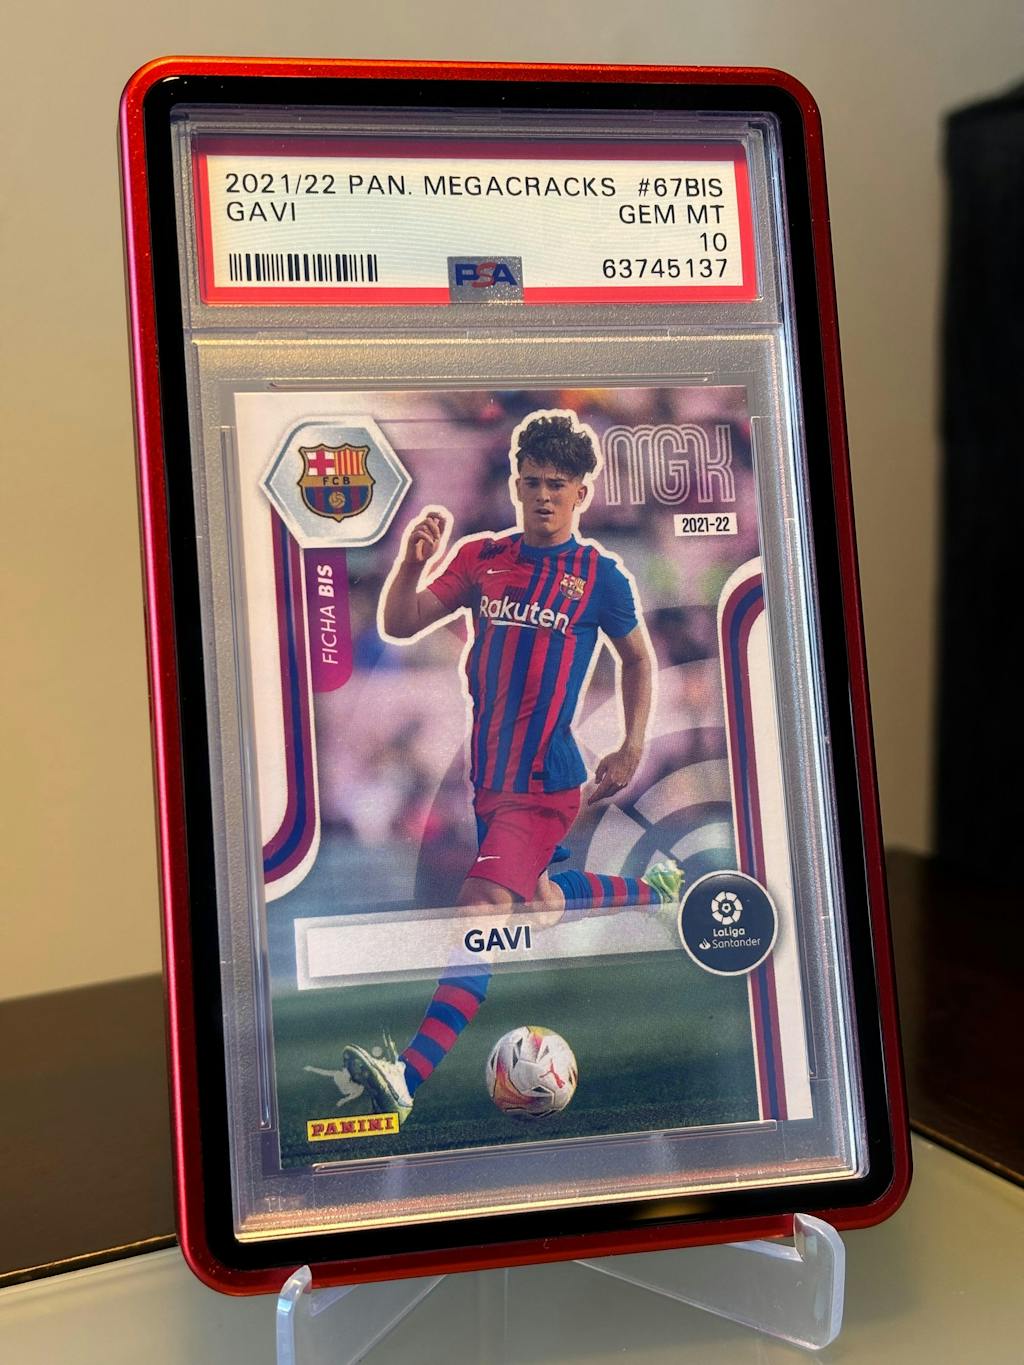 2021/22 PAN. MEGACRACKS #67BIS
GAVI GEM MT
10
63745137
PSA
FCB
MGK
2021-22
FICHA BIS
Rakuten
GAVI
LaLiga
Santander
PANINI